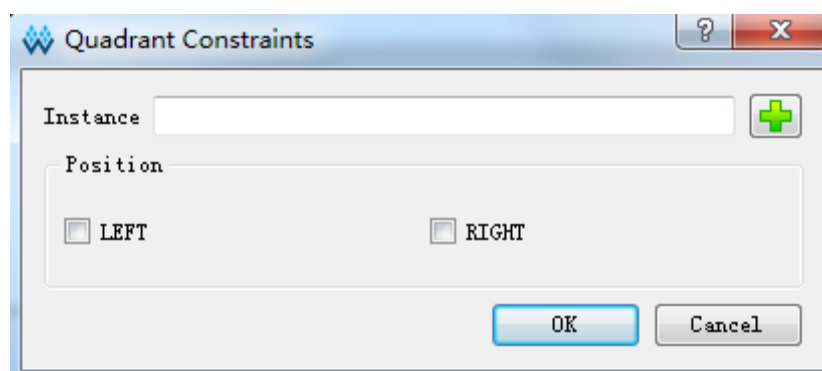 Quadrant Constraints
?
X
Instance
Position
LEFT RIGHT
OK Cancel